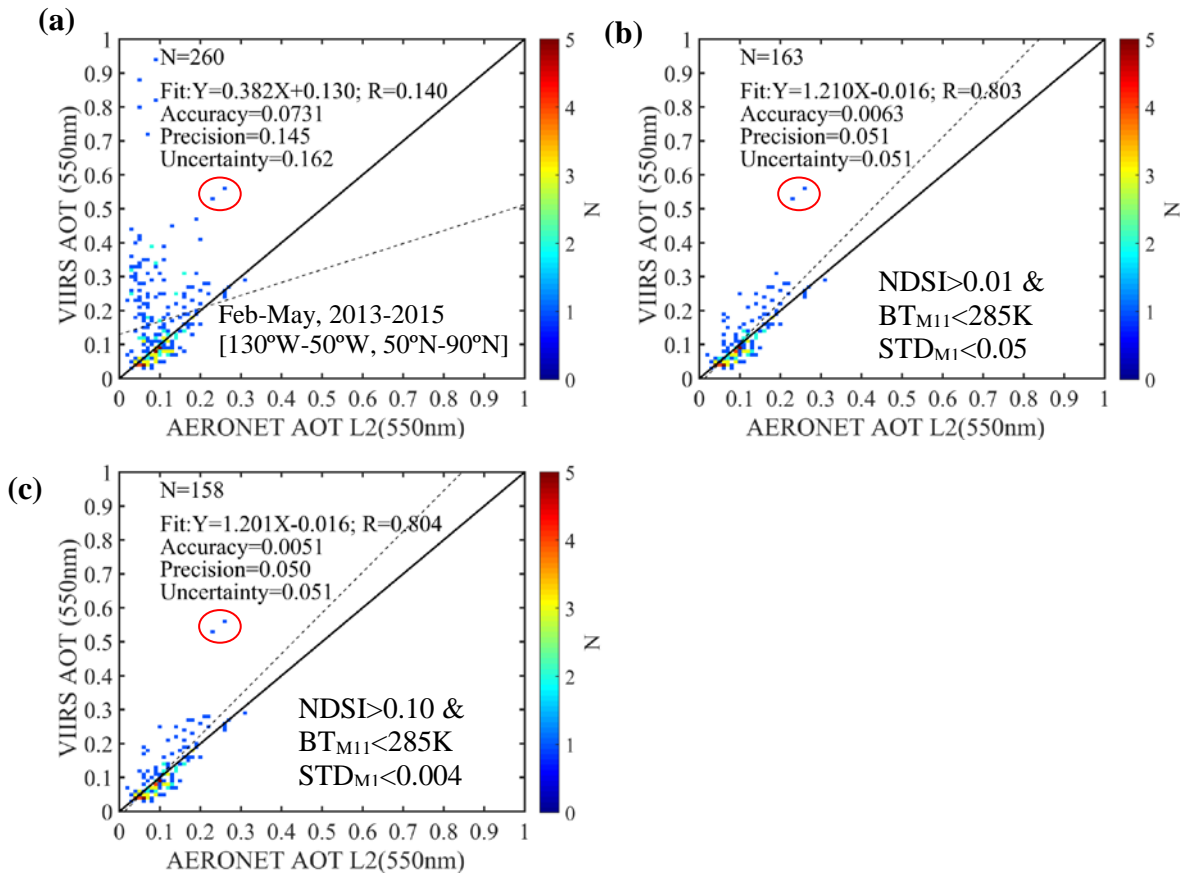 (a)
N=260
Fit:Y=0.382X+0.130; R=0.140
Accuracy=0.0731
Precision=0.145
Uncertainty=0.162
Feb-May, 2013-2015
[130ºW-50ºW, 50ºN-90ºN]
1
0.9
0.8
0.7
0.6
0.5
0.4
0.3
0.2
0.1
0
VIIRS AOT (550nm)
0 0.1 0.2 0.3 0.4 0.5 0.6 0.7 0.8 0.9 1
AERONET AOT L2(550nm)
5
4
3
2
1
0
N
(b)
N=163
Fit:Y=1.210X-0.016; R=0.803
Accuracy=0.0063
Precision=0.051
Uncertainty=0.051
NDSI>0.01 &
BTM11<285K
STDM1<0.05
1
0.9
0.8
0.7
0.6
0.5
0.4
0.3
0.2
0.1
0
VIIRS AOT (550nm)
0 0.1 0.2 0.3 0.4 0.5 0.6 0.7 0.8 0.9 1
AERONET AOT L2(550nm)
5
4
3
2
1
0
N
(c)
N=158
Fit:Y=1.201X-0.016; R=0.804
Accuracy=0.0051
Precision=0.050
Uncertainty=0.051
NDSI>0.10 &
BTM11<285K
STDM1<0.004
1
0.9
0.8
0.7
0.6
0.5
0.4
0.3
0.2
0.1
0
VIIRS AOT (550nm)
0 0.1 0.2 0.3 0.4 0.5 0.6 0.7 0.8 0.9 1
AERONET AOT L2(550nm)
5
4
3
2
1
0
N